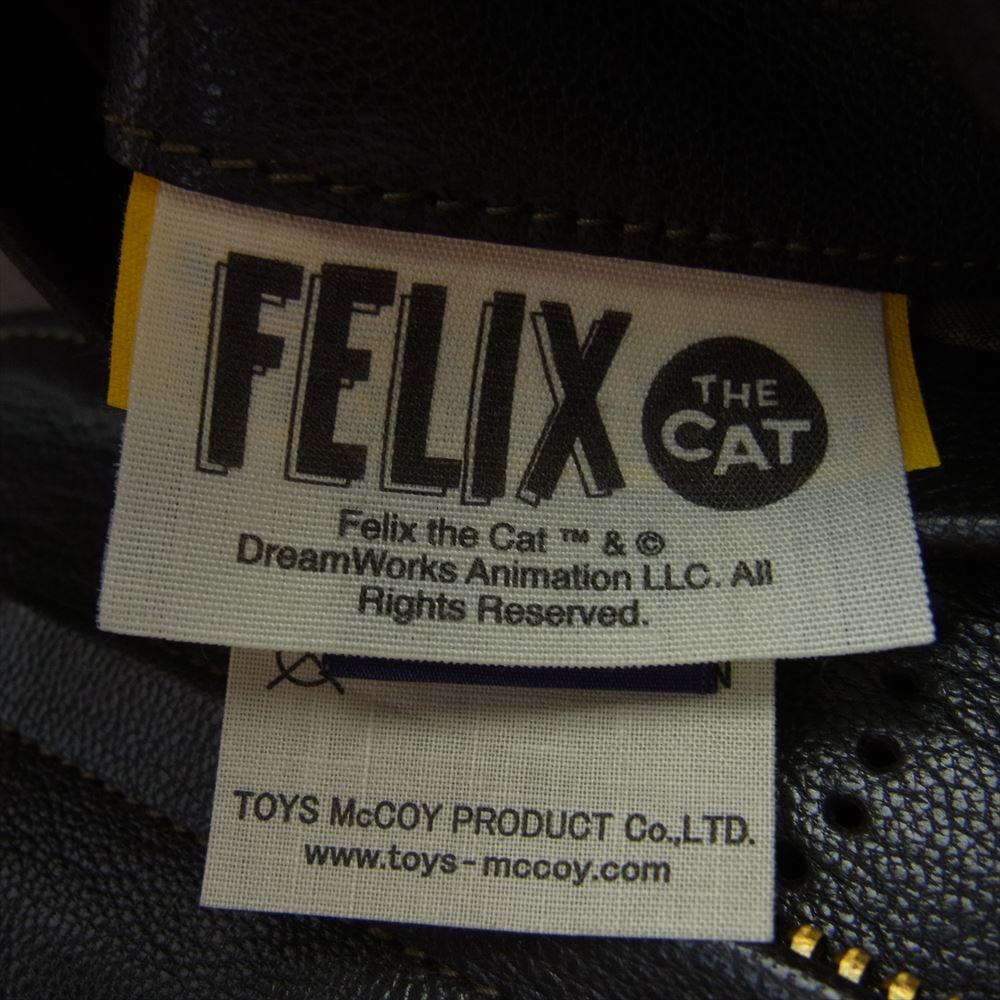 FELIX THE CAT
Felix the Cat ™ & ©
DreamWorks Animation LLC. All
Rights Reserved.
N
TOYS McCOY PRODUCT Co.,LTD.
www.toys-mccoy.com